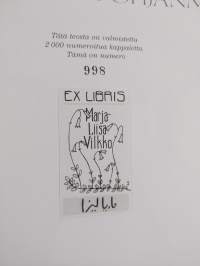 Tätä teosta on valmistettu
2 000 numeroitua kappaletta.
Tämä on numero
998
EX LIBRIS
Marja-
Liisa
Vilkko